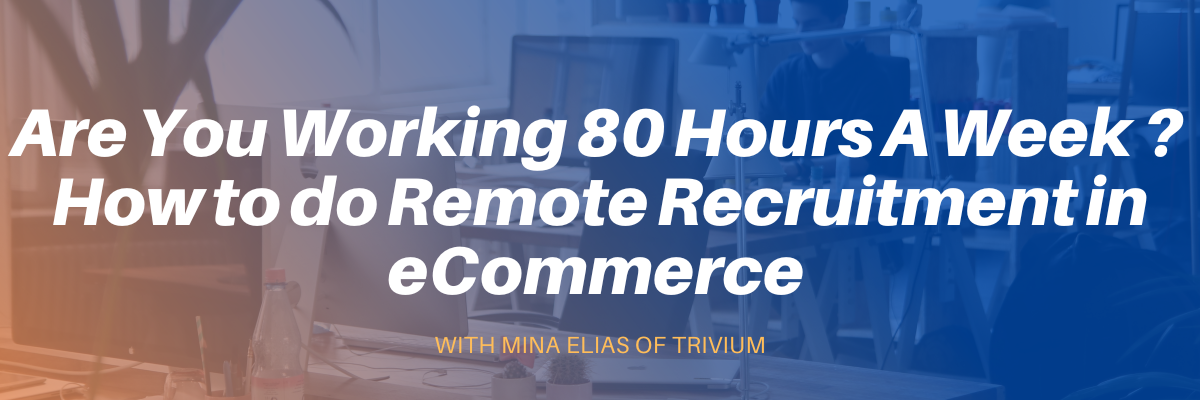 Are You Working 80 Hours A Week ?
How to do Remote Recruitment in
eCommerce
WITH MINA ELIAS OF TRIVIUM